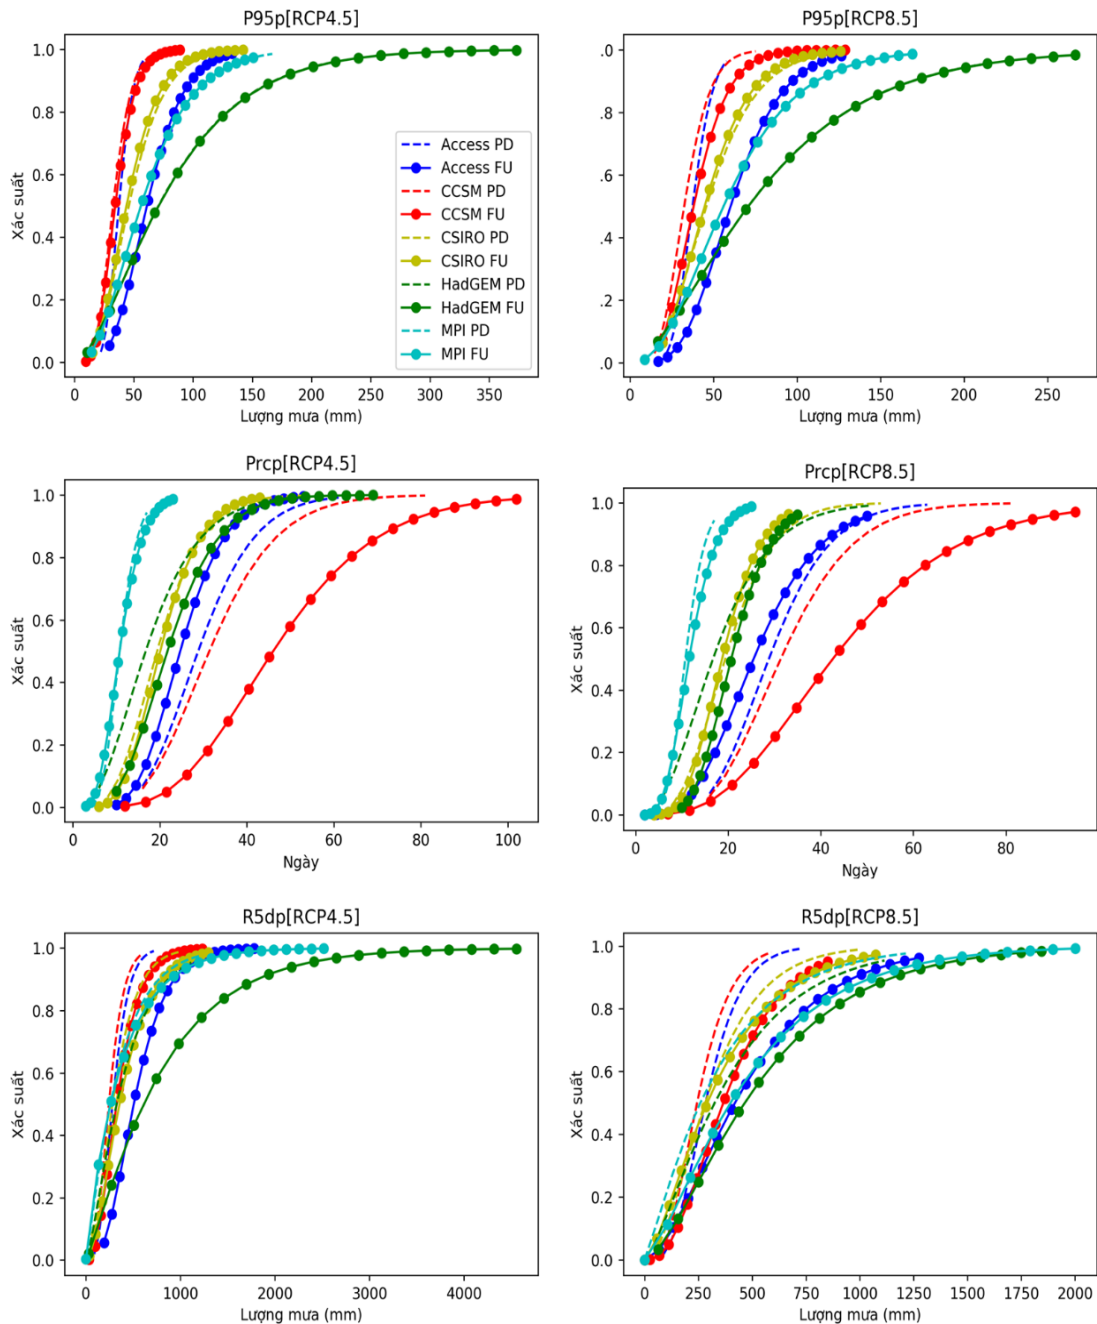 P95p[RCP4.5]
1.0
0.8
0.6
0.4
0.2
0.0
Xác suất
0
50
100
150
200
250
300
350
Lượng mưa (mm)
Access PD
Access FU
CCSM PD
CCSM FU
CSIRO PD
CSIRO FU
HadGEM PD
HadGEM FU
MPI PD
MPI FU
P95p[RCP8.5]
.0
.8
.6
.4
.2
.0
Xác suất
0
50
100
150
200
250
Lượng mưa (mm)
Prcp[RCP4.5]
1.0
0.8
0.6
0.4
0.2
0.0
Xác suất
0
20
40
60
80
100
Ngày
Prcp[RCP8.5]
1.0
0.8
0.6
0.4
0.2
0.0
Xác suất
0
20
40
60
80
Ngày
R5dp[RCP4.5]
1.0
0.8
0.6
0.4
0.2
0.0
Xác suất
0
1000
2000
3000
4000
Lượng mưa (mm)
R5dp[RCP8.5]
1.0
0.8
0.6
0.4
0.2
0.0
Xác suất
0
250
500
750
1000
1250
1500
1750
2000
Lượng mưa (mm)